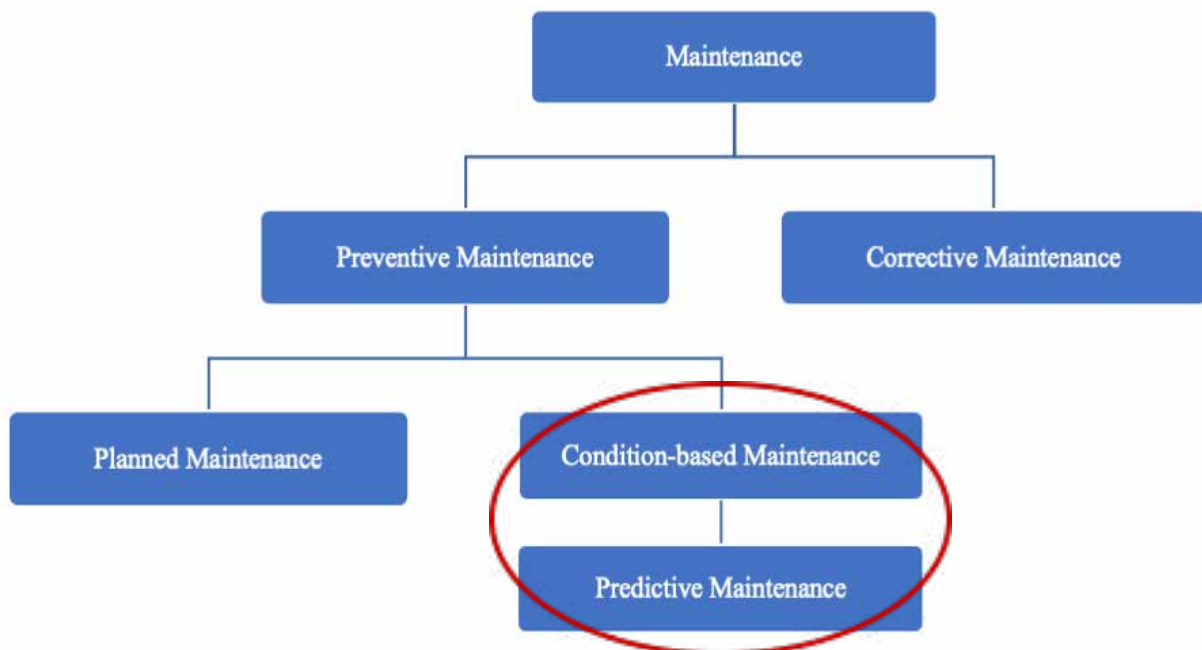 Maintenance
Preventive Maintenance
Corrective Maintenance
Planned Maintenance
Condition-based Maintenance
Predictive Maintenance